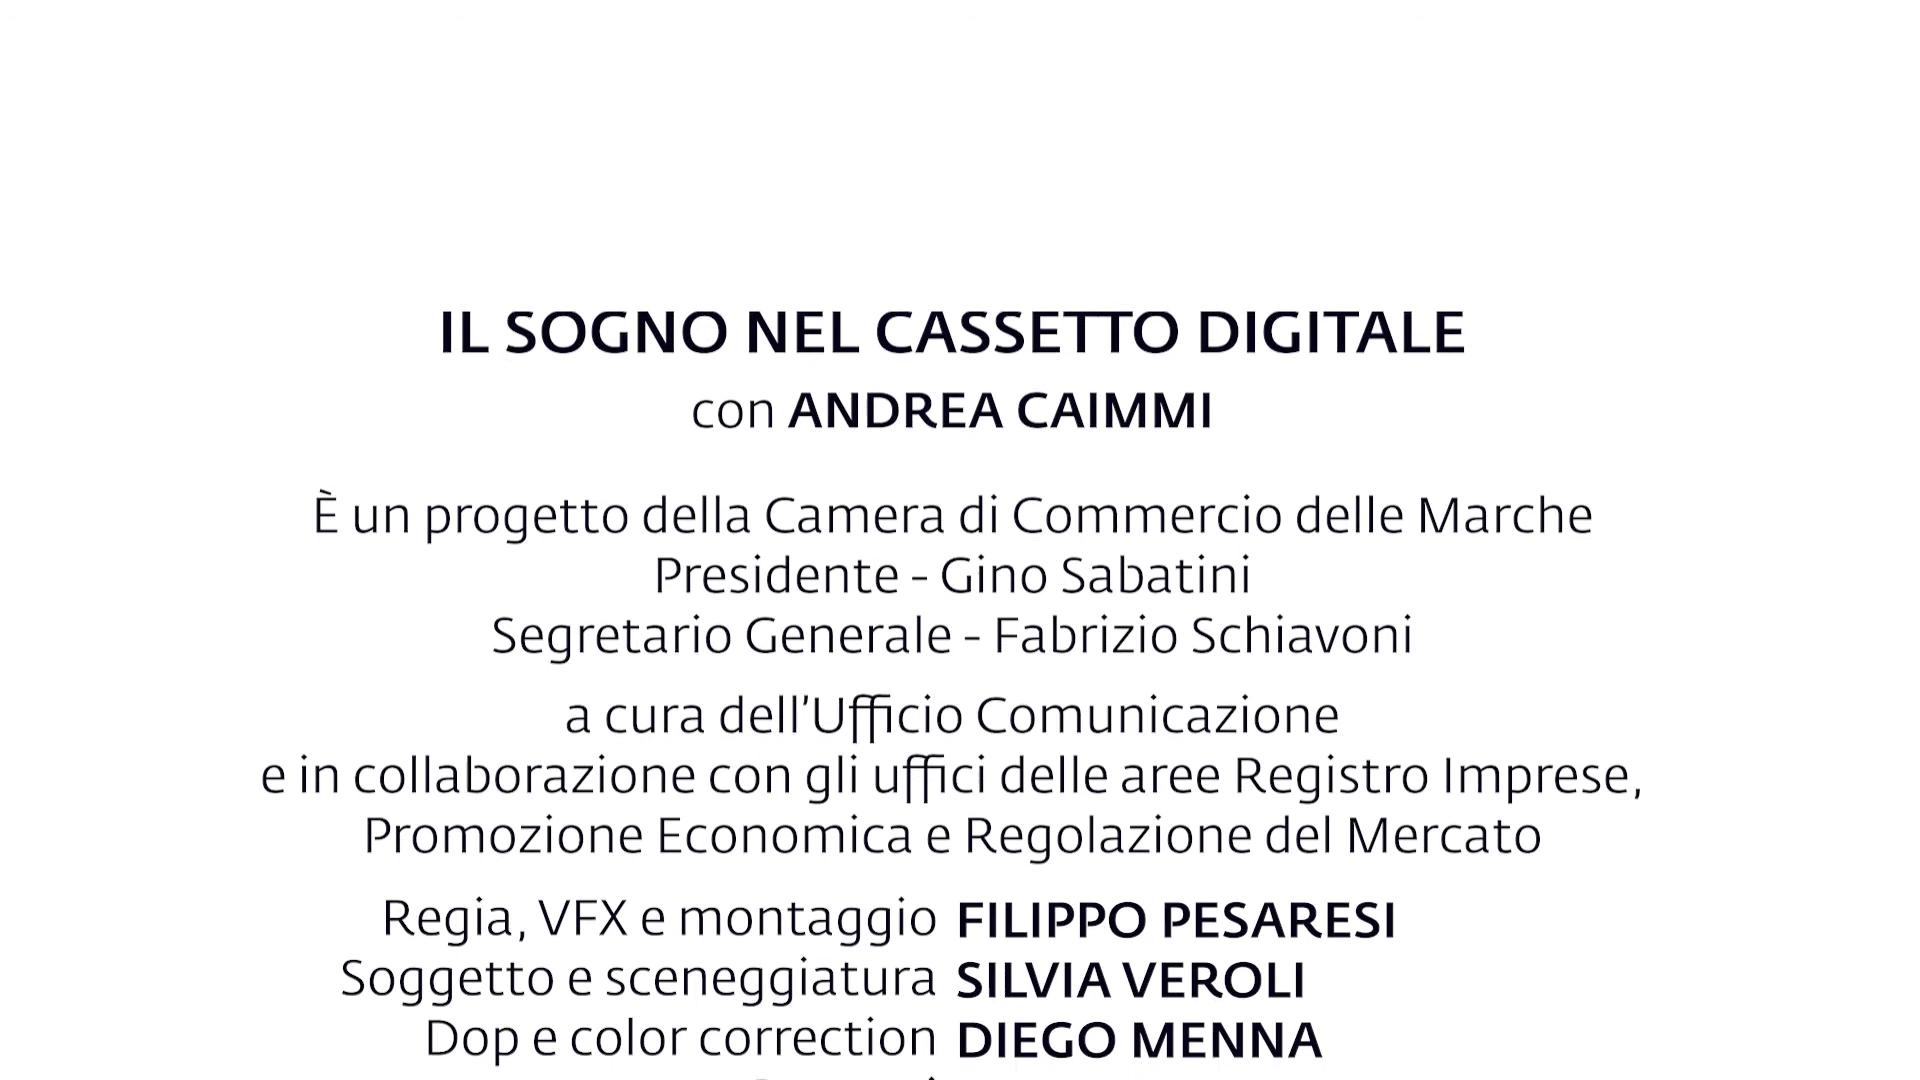 IL SOGNO NEL CASSETTO DIGITALE
con ANDREA CAIMMI
È un progetto della Camera di Commercio delle Marche
Presidente - Gino Sabatini
Segretario Generale - Fabrizio Schiavoni
a cura dell’Ufficio Comunicazione
e in collaborazione con gli uffici delle aree Registro Imprese,
Promozione Economica e Regolazione del Mercato
Regia, VFX e montaggio FILIPPO PESARESI
Soggetto e sceneggiatura SILVIA VEROLI
Dop e color correction DIEGO MENNA